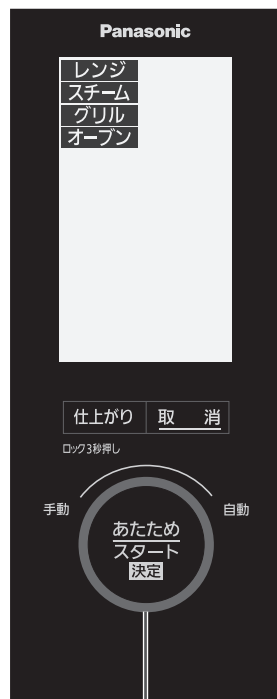 Panasonic
レンジ
スチーム
グリル
オーブン
仕上がり 取 消
ロック3秒押し
手動 自動
あたため
スタート
決定